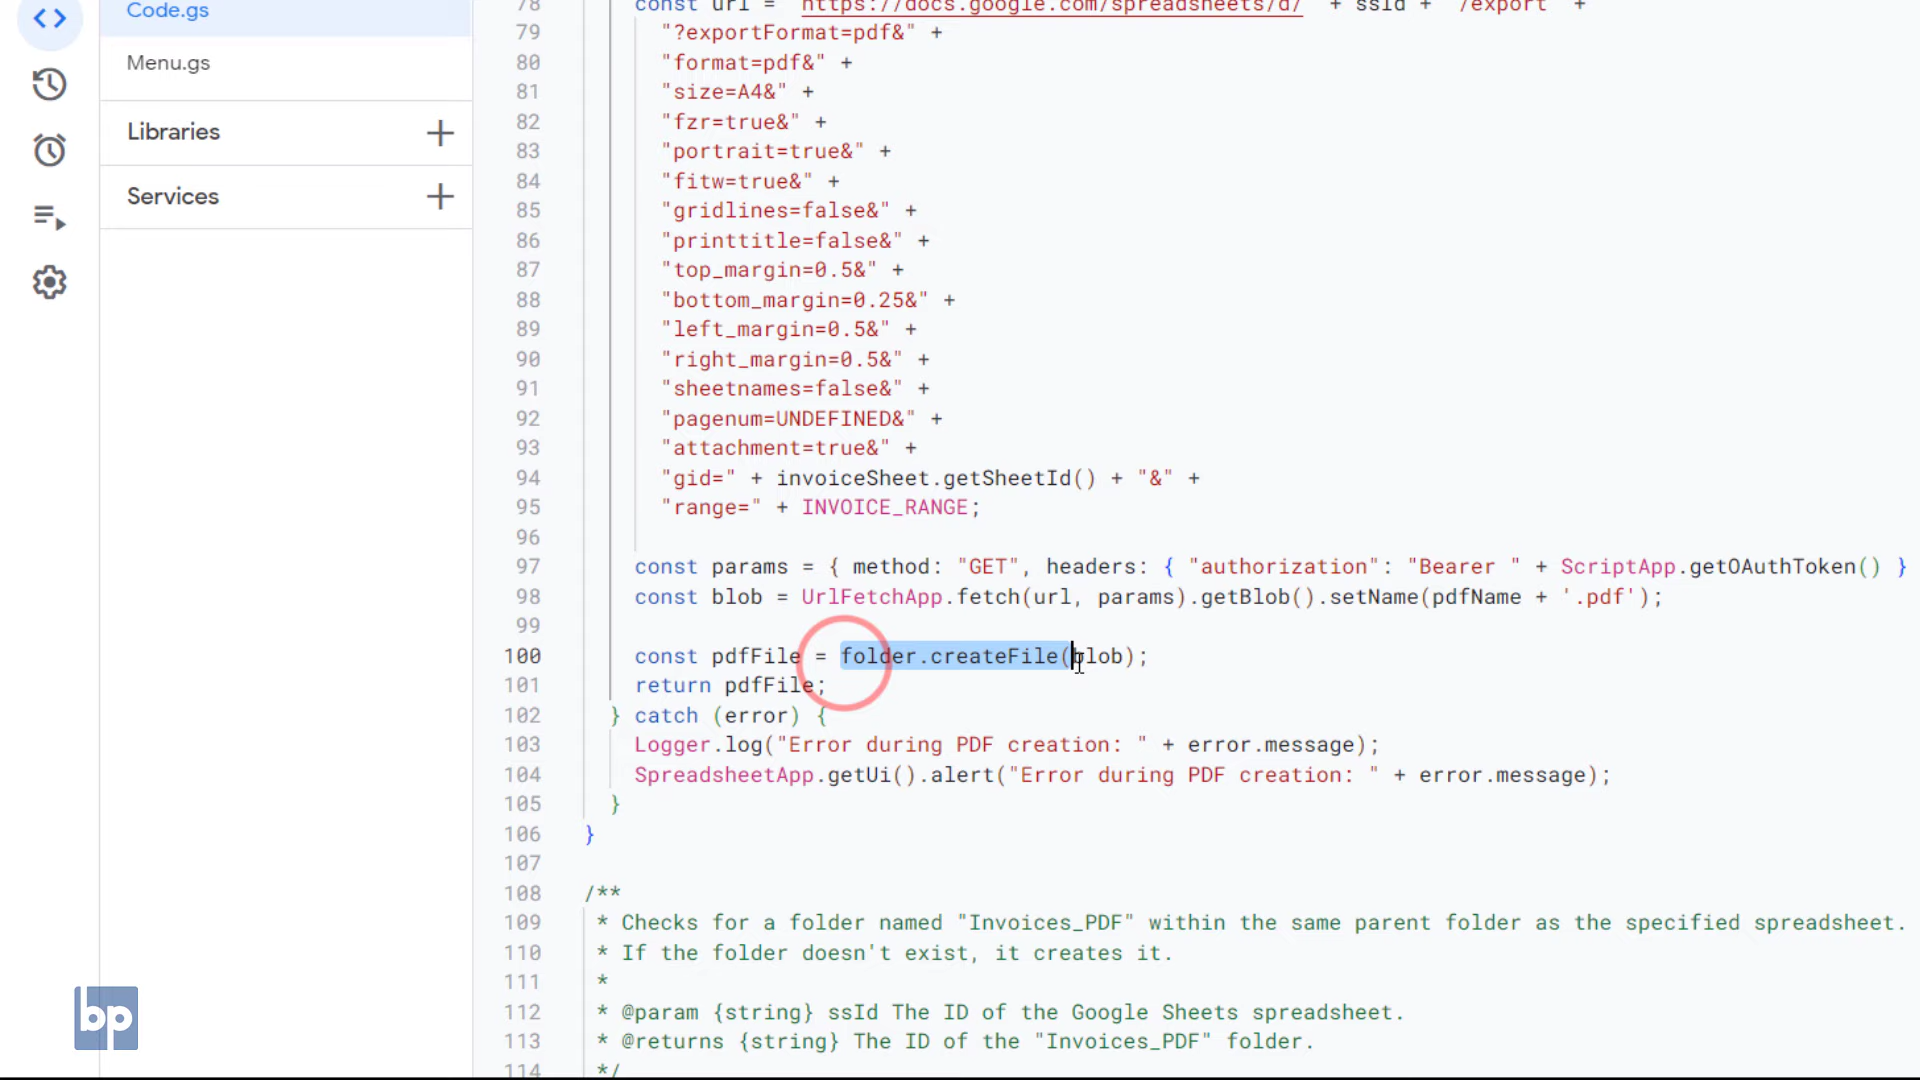 Code.gs
Menu.gs
Libraries
Services
78 const url = "https://docs.google.com/spreadsheets/d/" + ssId + "/export" +
79 "?exportFormat=pdf&" +
80 "format=pdf&" +
81 "size=A4&" +
82 "fzr=true&" +
83 "portrait=true&" +
84 "fitw=true&" +
85 "gridlines=false&" +
86 "printtitle=false&" +
87 "top_margin=0.5&" +
88 "bottom_margin=0.25&" +
89 "left_margin=0.5&" +
90 "right_margin=0.5&" +
91 "sheetnames=false&" +
92 "pagenum=UNDEFINED&" +
93 "attachment=true&" +
94 "gid=" + invoiceSheet.getSheetId() + "&" +
95 "range=" + INVOICE_RANGE;
96
97 const params = { method: "GET", headers: { "authorization": "Bearer " + ScriptApp.getOAuthToken() }
98 const blob = UrlFetchApp.fetch(url, params).getBlob().setName(pdfName + '.pdf');
99
100 const pdfFile = folder.createFile(blob);
101 return pdfFile;
102 } catch (error) {
103 Logger.log("Error during PDF creation: " + error.message);
104 SpreadsheetApp.getUi().alert("Error during PDF creation: " + error.message);
105 }
106 }
107
108 /**
109 * Checks for a folder named "Invoices_PDF" within the same parent folder as the specified spreadsheet.
110 * If the folder doesn't exist, it creates it.
111 *
112 * @param {string} ssId The ID of the Google Sheets spreadsheet.
113 * @returns {string} The ID of the "Invoices_PDF" folder.
114 */
bp